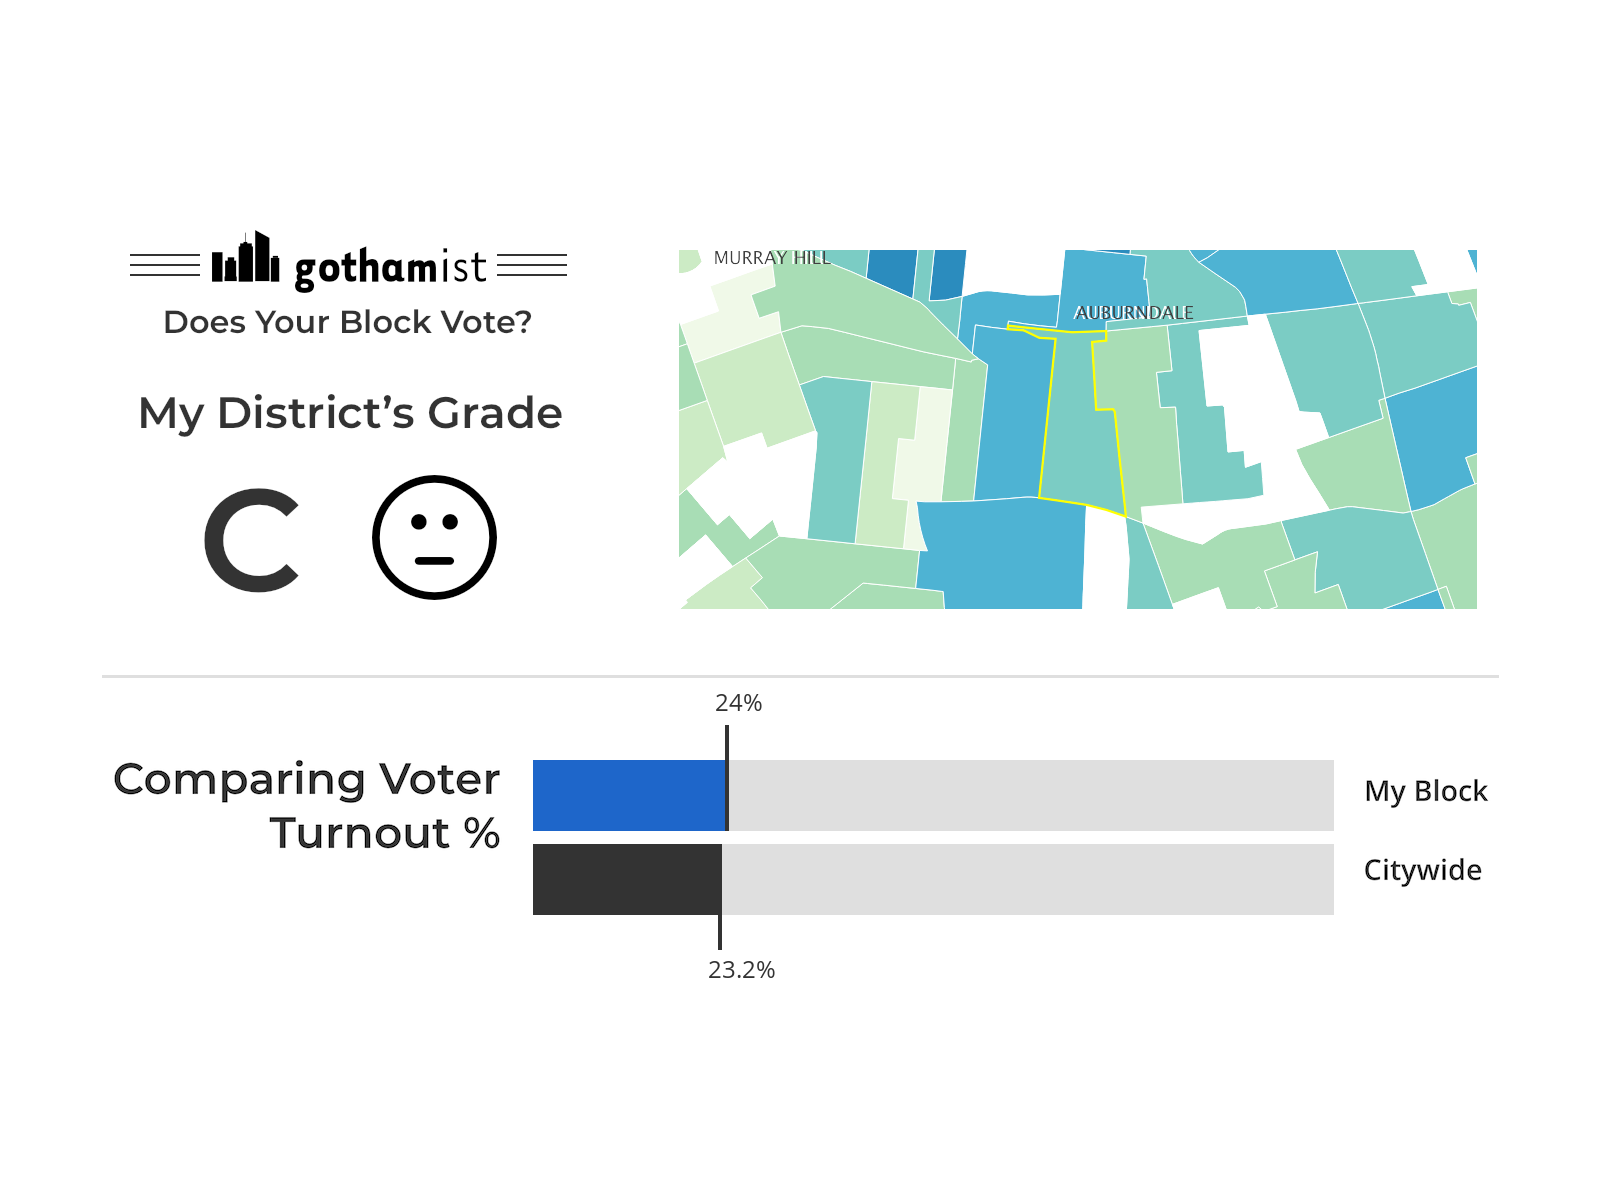 gothamist
Does Your Block Vote?
My District’s Grade
C
MURRAY HILL
AUBURNDALE
24%
Comparing Voter
Turnout %
My Block
Citywide
23.2%